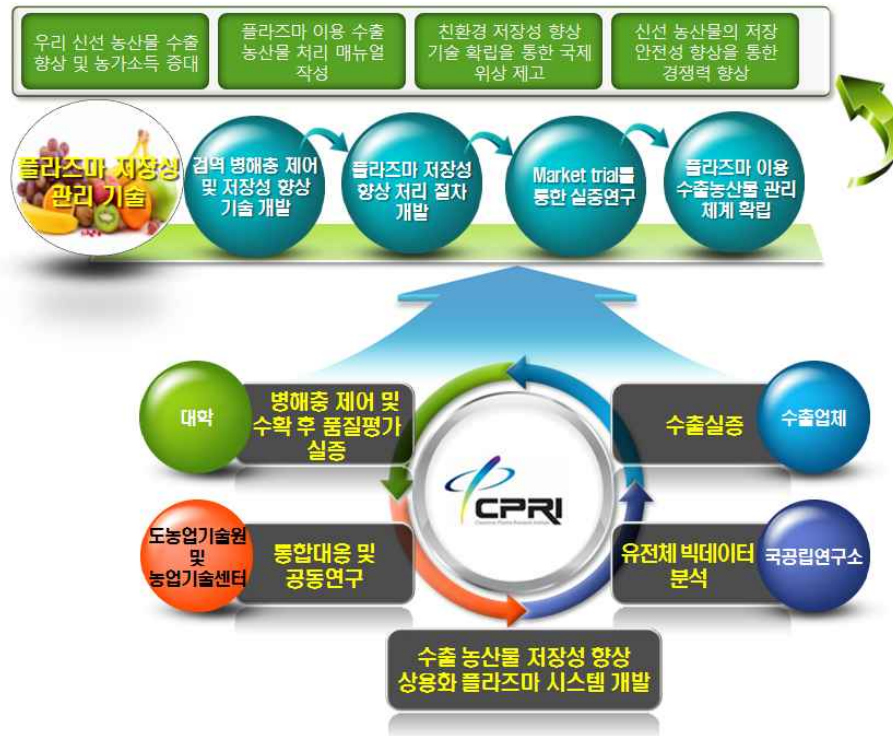 우리 신선 농산물 수출
향상 및 농가소득 증대
플라즈마 이용 수출
농산물 처리 매뉴얼
작성
친환경 저장성 향상
기술 확립을 통한 국제
위상 제고
신선 농산물의 저장
안전성 향상을 통한
경쟁력 향상
플라즈마 저장성
관리 기술
검역 병해충 제어
및 저장성 향상
기술 개발
플라즈마 저장성
향상 처리 절차
개발
Market trial를
통한 실증연구
플라즈마 이용
수출농산물 관리
체계 확립
대학
병해충 제어 및
수확 후 품질평가
실증
수출실증
수출업체
CPRI
도농업기술원
및
농업기술센터
통합대응 및
공동연구
유전체 빅데이터
분석
국공립연구소
수출 농산물 저장성 향상
상용화 플라즈마 시스템 개발